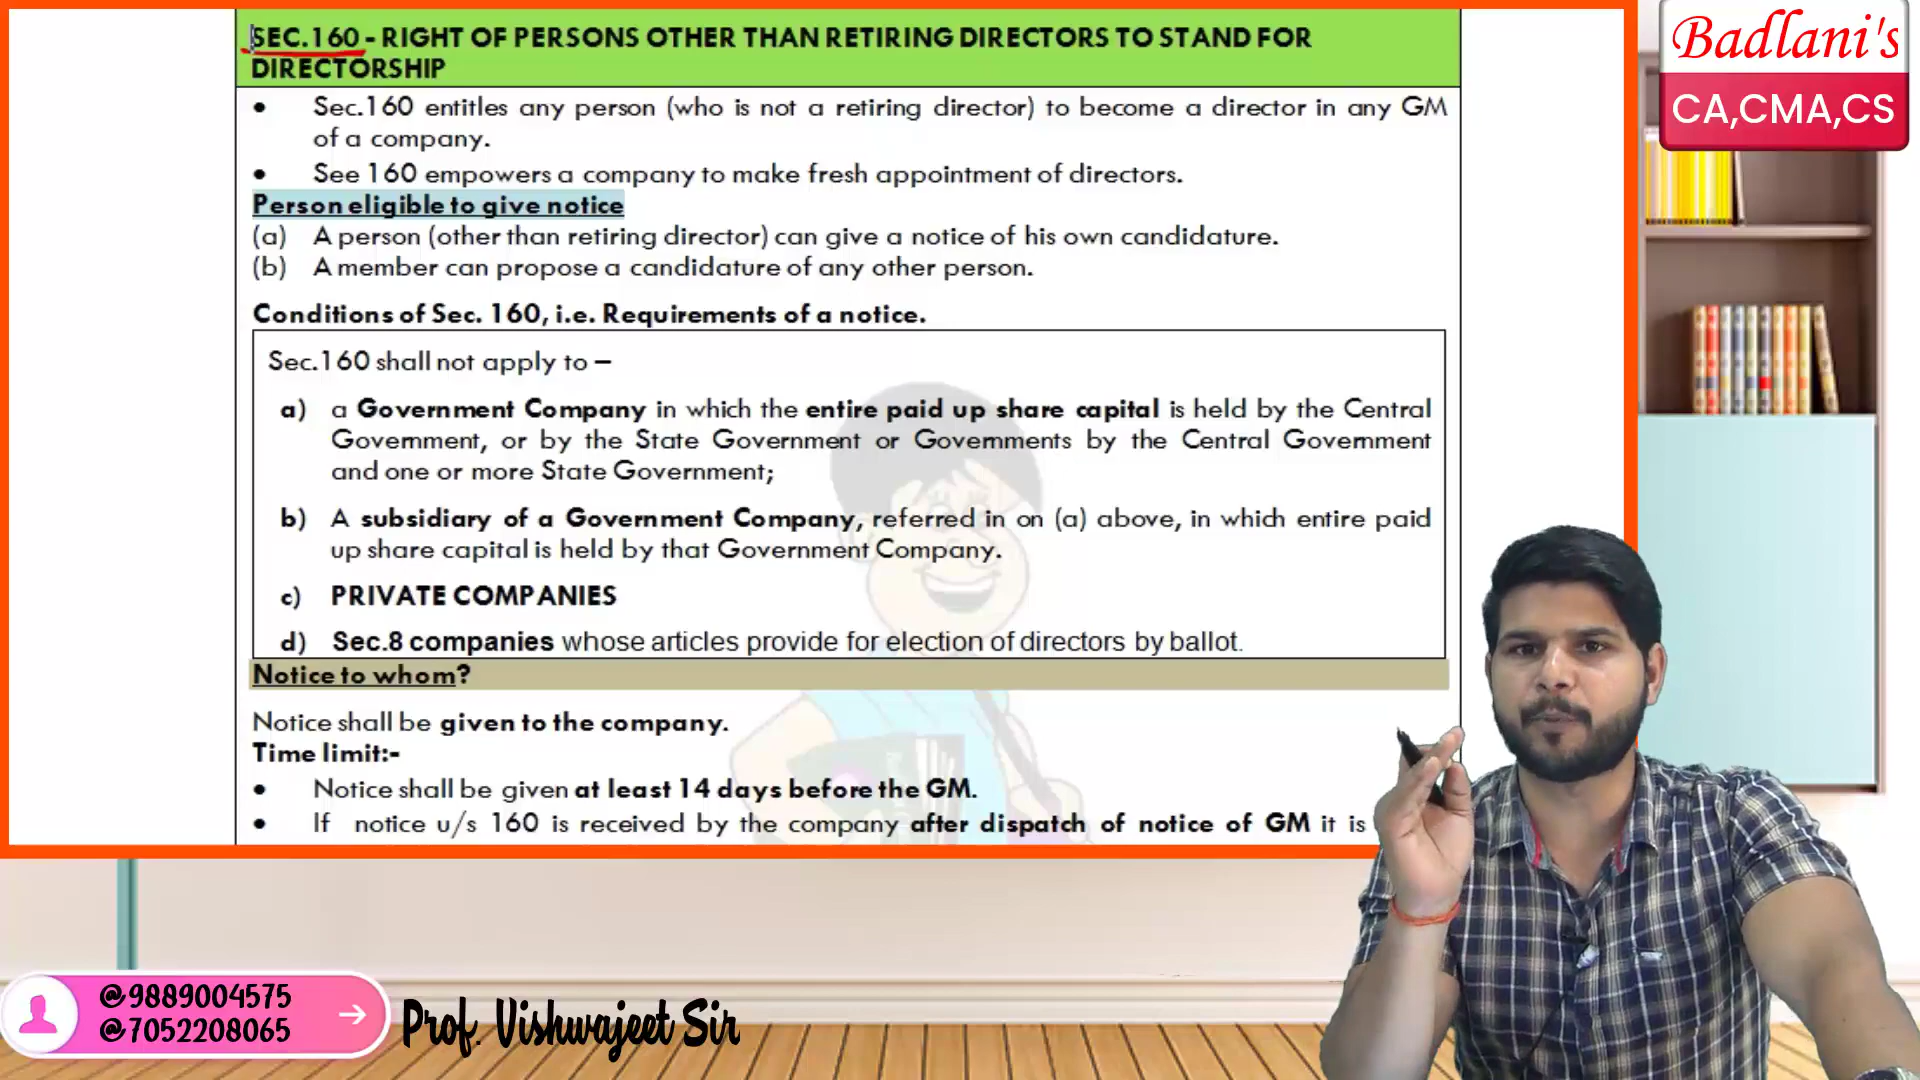 SEC.160 - RIGHT OF PERSONS OTHER THAN RETIRING DIRECTORS TO STAND FOR
DIRECTORSHIP
• Sec.160 entitles any person (who is not a retiring director) to become a director in any GM
of a company.
• See 160 empowers a company to make fresh appointment of directors.
Person eligible to give notice
(a) A person (other than retiring director) can give a notice of his own candidature.
(b) A member can propose a candidature of any other person.
Conditions of Sec. 160, i.e. Requirements of a notice.
Sec.160 shall not apply to –
a) a Government Company in which the entire paid up share capital is held by the Central
Government, or by the State Government or Governments by the Central Government
and one or more State Government;
b) A subsidiary of a Government Company, referred in on (a) above, in which entire paid
up share capital is held by that Government Company.
c) PRIVATE COMPANIES
d) Sec.8 companies whose articles provide for election of directors by ballot.
Notice to whom?
Notice shall be given to the company.
Time limit:-
• Notice shall be given at least 14 days before the GM.
• If notice u/s 160 is received by the company after dispatch of notice of GM it is
Badlani's
CA,CMA,CS
@9889004575
@7052208065
Prof. Vishwajeet Sir